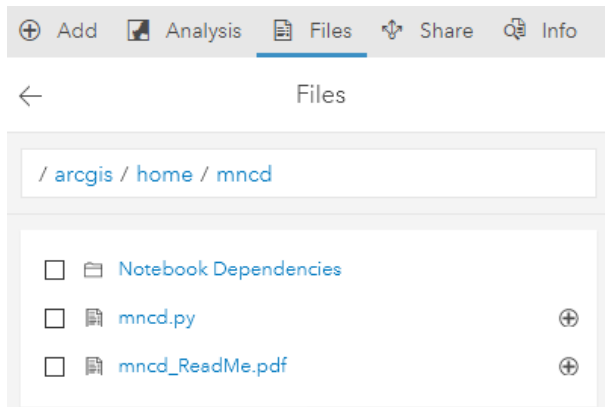 Add Analysis Files Share Info
Files
/ arcgis / home / mncd
Notebook Dependencies
mncd.py
mncd_ReadMe.pdf